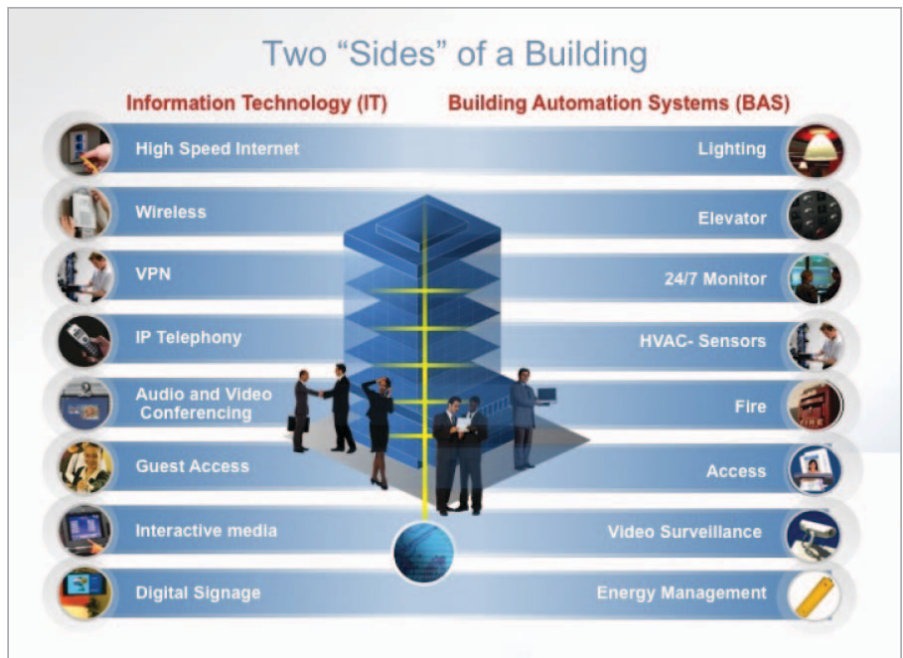 Two “Sides” of a Building
Information Technology (IT)
Building Automation Systems (BAS)
High Speed Internet
Lighting
Wireless
Elevator
VPN
24/7 Monitor
IP Telephony
HVAC- Sensors
Audio and Video
Conferencing
Fire
Guest Access
Access
Interactive media
Video Surveillance
Digital Signage
Energy Management
FIRE